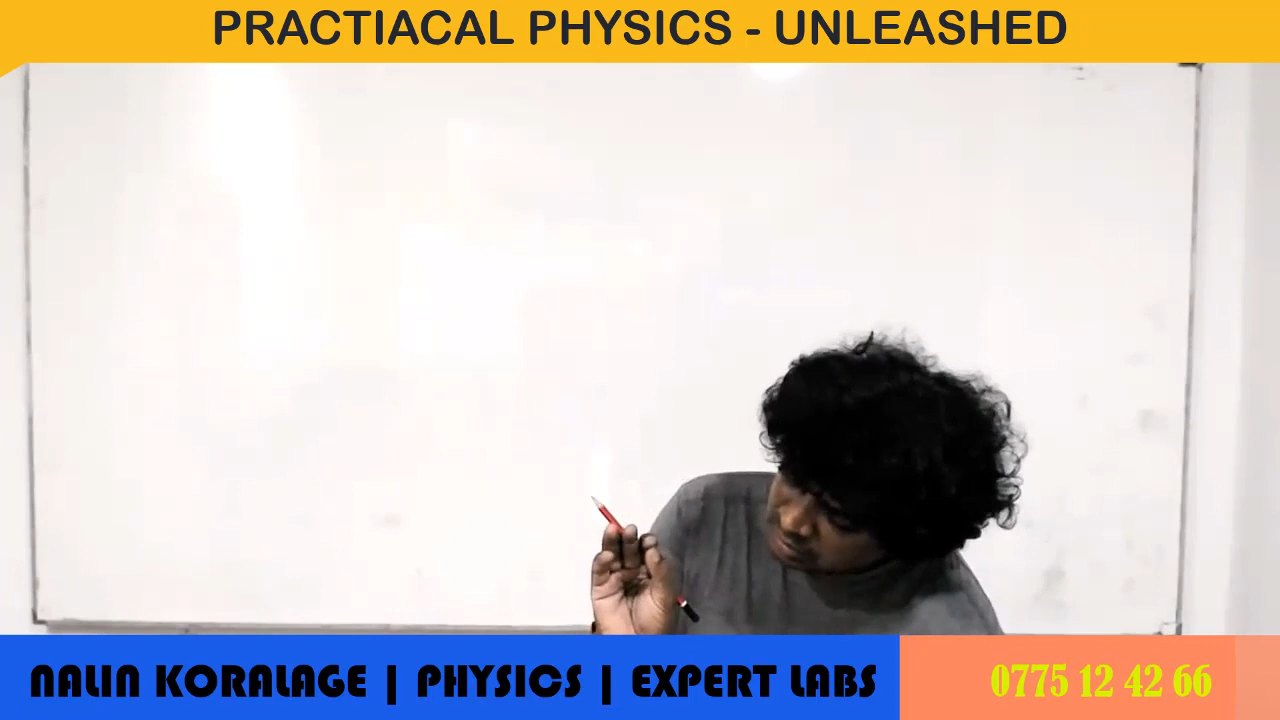 PRACTIACAL PHYSICS - UNLEASHED
NALIN KORALAGE | PHYSICS | EXPERT LABS
0775 12 42 66